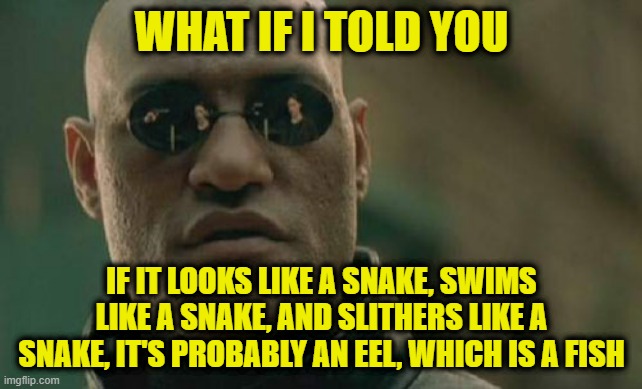 WHAT IF I TOLD YOU
IF IT LOOKS LIKE A SNAKE, SWIMS
LIKE A SNAKE, AND SLITHERS LIKE A
SNAKE, IT'S PROBABLY AN EEL, WHICH IS A FISH
imgflip.com